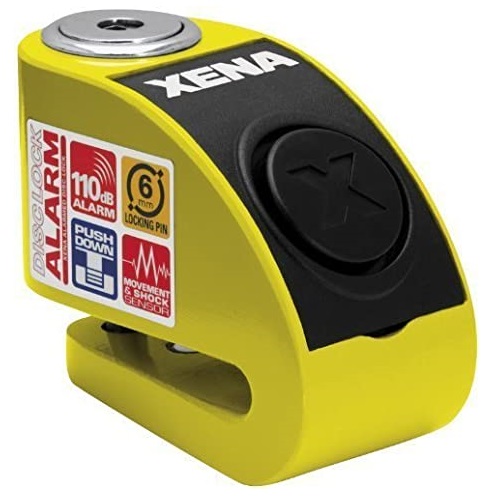 XENA
X
DISC LOCK
ALARM
XENA ALARMED DISC LOCK
110dB
ALARM
6
mm
LOCKING PIN
PUSH
DOWN
MOVEMENT
& SHOCK
SENSOR